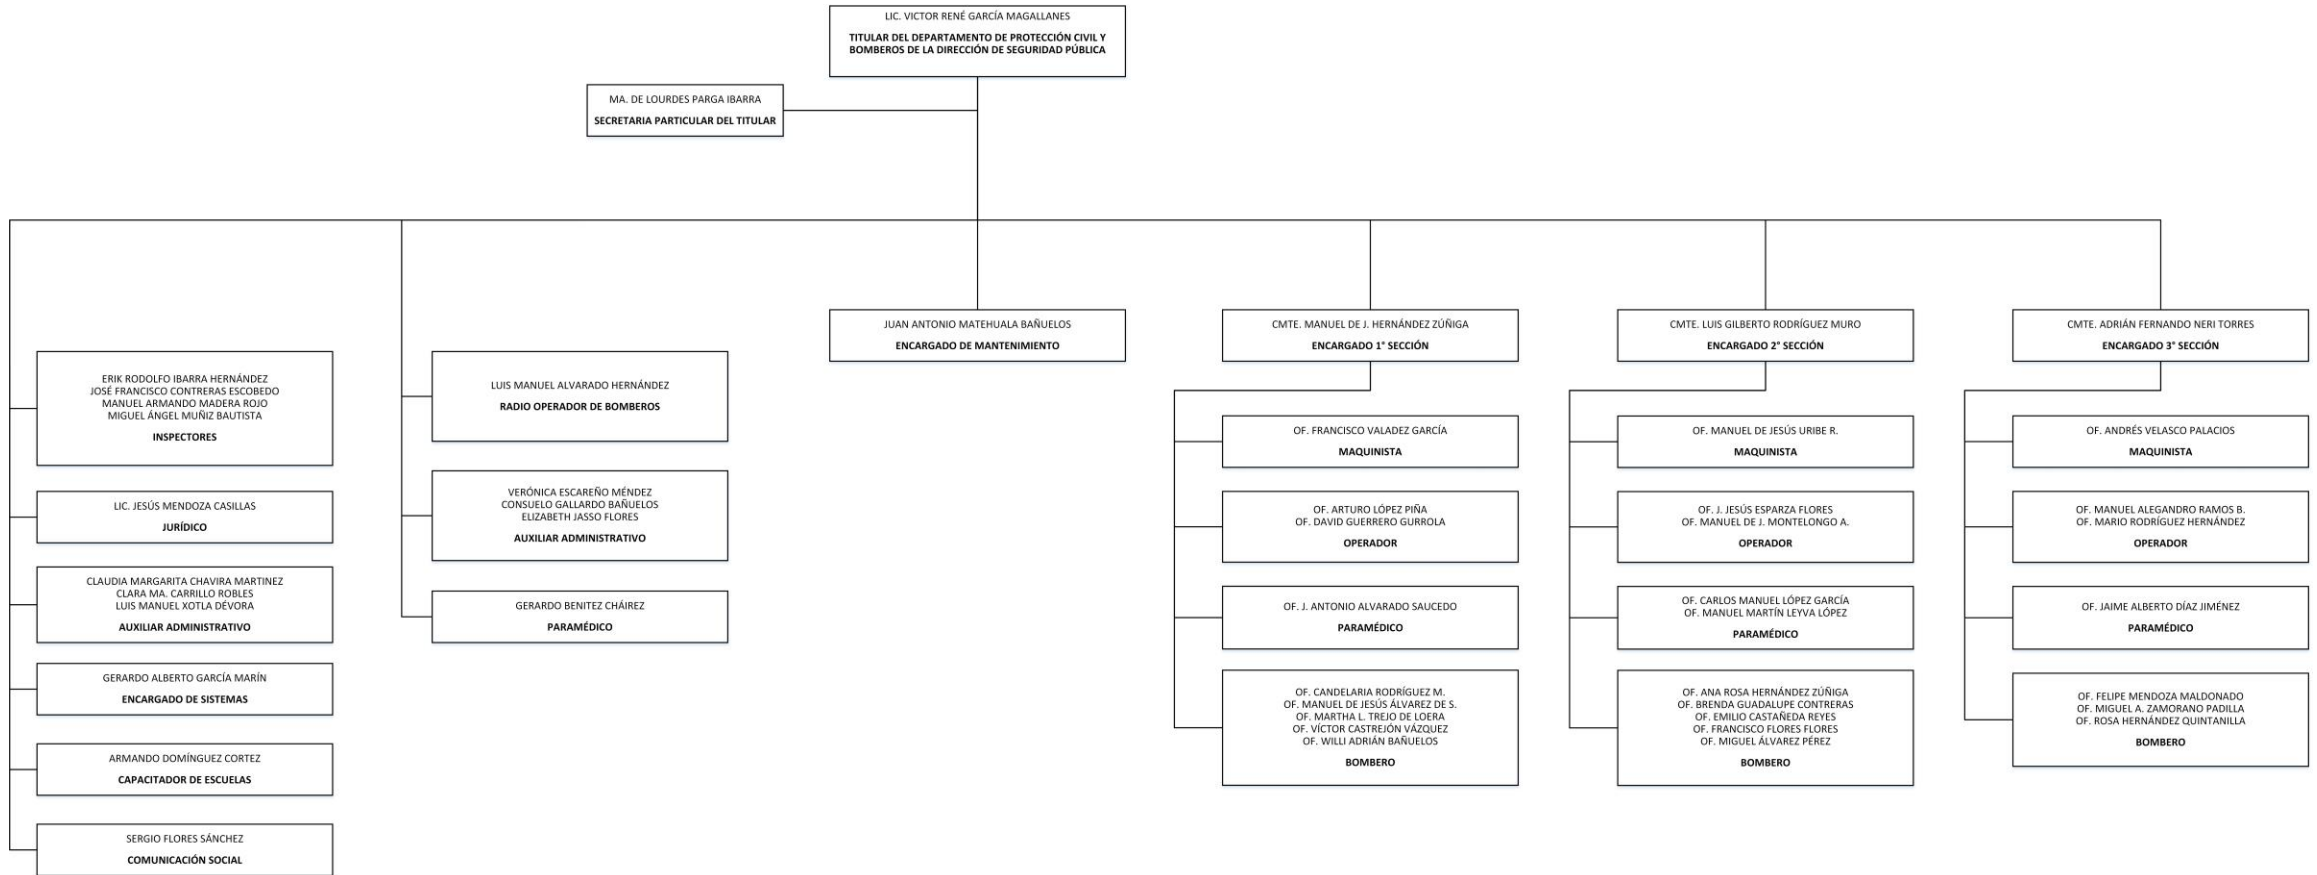 LIC. VICTOR RENÉ GARCÍA MAGALLANES
TITULAR DEL DEPARTAMENTO DE PROTECCIÓN CIVIL Y
BOMBEROS DE LA DIRECCIÓN DE SEGURIDAD PÚBLICA
MA. DE LOURDES PARGA IBARRA
SECRETARIA PARTICULAR DEL TITULAR
ERIK RODOLFO IBARRA HERNÁNDEZ
JOSÉ FRANCISCO CONTRERAS ESCOBEDO
MANUEL ARMANDO MADERA ROJO
MIGUEL ÁNGEL MUÑIZ BAUTISTA
INSPECTORES
LIC. JESÚS MENDOZA CASILLAS
JURÍDICO
CLAUDIA MARGARITA CHAVIRA MARTINEZ
CLARA MA. CARRILLO ROBLES
LUIS MANUEL XOTLA DÉVORA
AUXILIAR ADMINISTRATIVO
GERARDO ALBERTO GARCÍA MARÍN
ENCARGADO DE SISTEMAS
ARMANDO DOMÍNGUEZ CORTEZ
CAPACITADOR DE ESCUELAS
SERGIO FLORES SÁNCHEZ
COMUNICACIÓN SOCIAL
LUIS MANUEL ALVARADO HERNÁNDEZ
RADIO OPERADOR DE BOMBEROS
VERÓNICA ESCAREÑO MÉNDEZ
CONSUELO GALLARDO BAÑUELOS
ELIZABETH JASSO FLORES
AUXILIAR ADMINISTRATIVO
GERARDO BENITEZ CHÁIREZ
PARAMÉDICO
JUAN ANTONIO MATEHUALA BAÑUELOS
ENCARGADO DE MANTENIMIENTO
CMTE. MANUEL DE J. HERNÁNDEZ ZÚÑIGA
ENCARGADO 1° SECCIÓN
OF. FRANCISCO VALADEZ GARCÍA
MAQUINISTA
OF. ARTURO LÓPEZ PIÑA
OF. DAVID GUERRERO GURROLA
OPERADOR
OF. J. ANTONIO ALVARADO SAUCEDO
PARAMÉDICO
OF. CANDELARIA RODRÍGUEZ M.
OF. MANUEL DE JESÚS ÁLVAREZ DE S.
OF. MARTHA L. TREJO DE LOERA
OF. VÍCTOR CASTREJÓN VÁZQUEZ
OF. WILLI ADRIÁN BAÑUELOS
BOMBERO
CMTE. LUIS GILBERTO RODRÍGUEZ MURO
ENCARGADO 2° SECCIÓN
OF. MANUEL DE JESÚS URIBE R.
MAQUINISTA
OF. J. JESÚS ESPARZA FLORES
OF. MANUEL DE J. MONTELONGO A.
OPERADOR
OF. CARLOS MANUEL LÓPEZ GARCÍA
OF. MANUEL MARTÍN LEYVA LÓPEZ
PARAMÉDICO
OF. ANA ROSA HERNÁNDEZ ZÚÑIGA
OF. BRENDA GUADALUPE CONTRERAS
OF. EMILIO CASTAÑEDA REYES
OF. FRANCISCO FLORES FLORES
OF. MIGUEL ÁLVAREZ PÉREZ
BOMBERO
CMTE. ADRIÁN FERNANDO NERI TORRES
ENCARGADO 3° SECCIÓN
OF. ANDRÉS VELASCO PALACIOS
MAQUINISTA
OF. MANUEL ALEGANDRO RAMOS B.
OF. MARIO RODRÍGUEZ HERNÁNDEZ
OPERADOR
OF. JAIME ALBERTO DÍAZ JIMÉNEZ
PARAMÉDICO
OF. FELIPE MENDOZA MALDONADO
OF. MIGUEL A. ZAMORANO PADILLA
OF. ROSA HERNÁNDEZ QUINTANILLA
BOMBERO